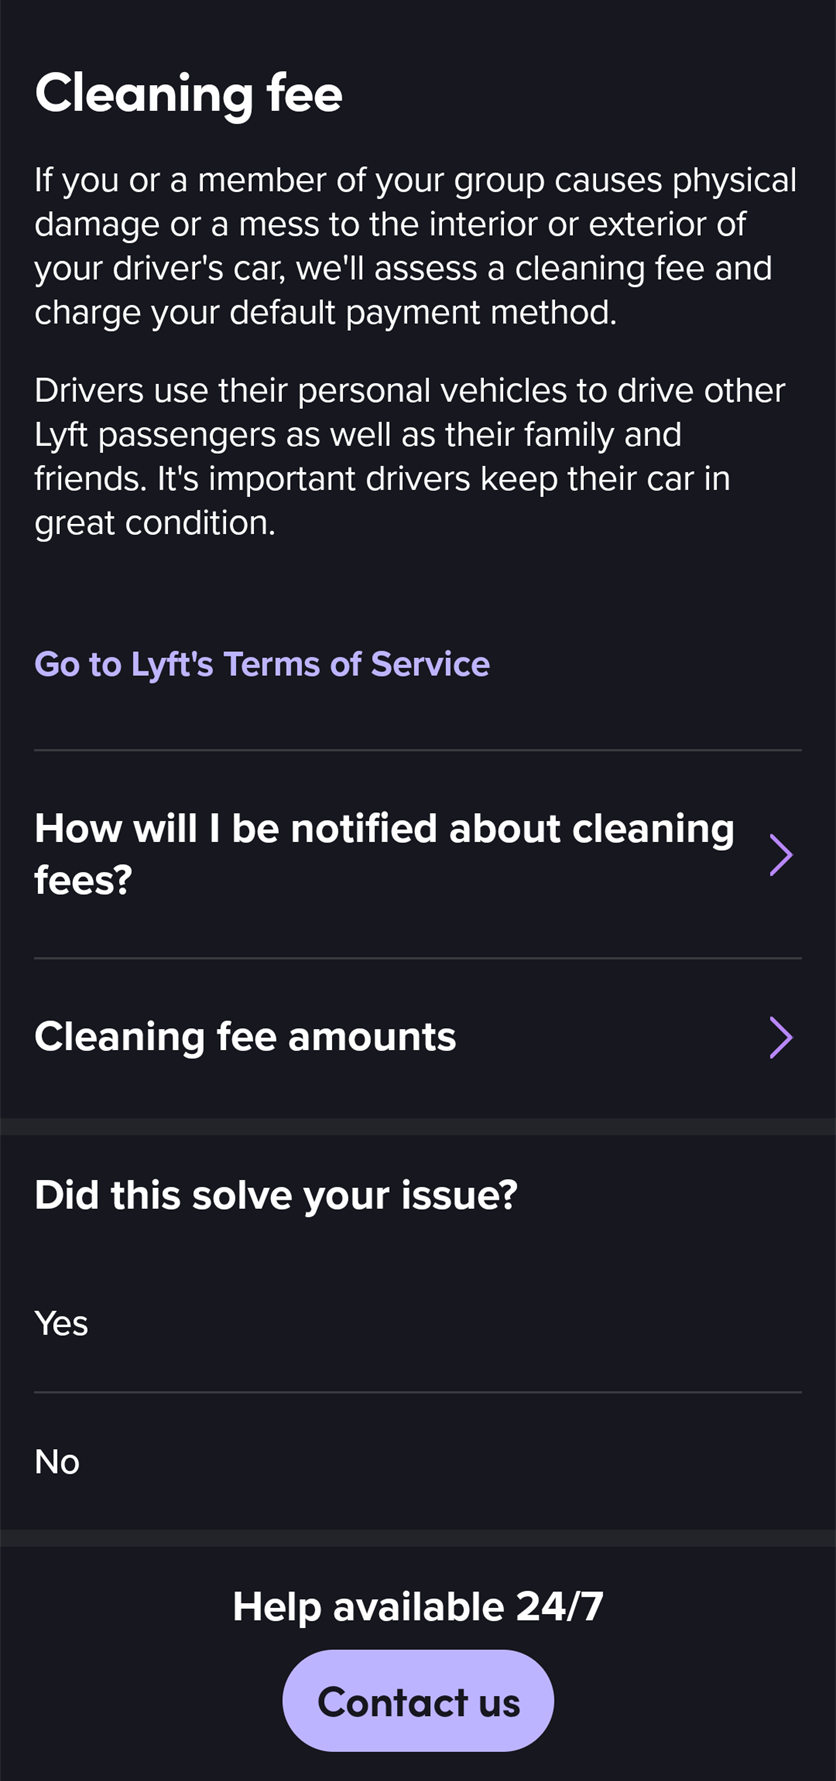 Cleaning fee
If you or a member of your group causes physical
damage or a mess to the interior or exterior of
your driver's car, we'll assess a cleaning fee and
charge your default payment method.
Drivers use their personal vehicles to drive other
Lyft passengers as well as their family and
friends. It's important drivers keep their car in
great condition.
Go to Lyft's Terms of Service
How will I be notified about cleaning
fees?
Cleaning fee amounts
Did this solve your issue?
Yes
No
Help available 24/7
Contact us